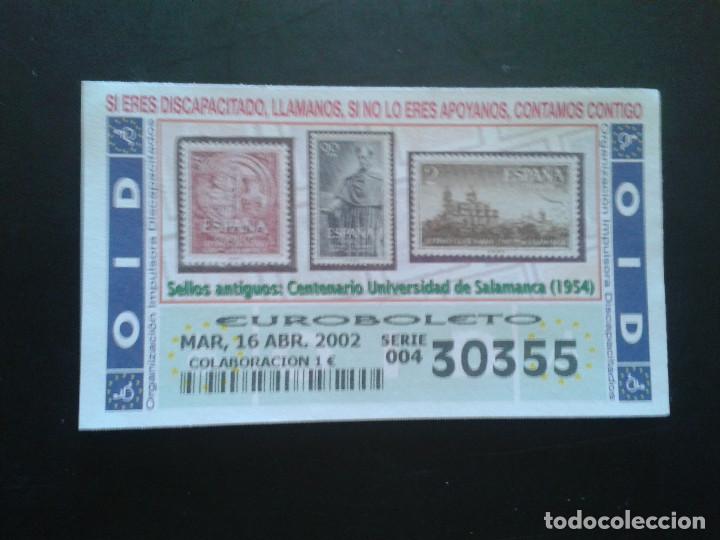 SI ERES DISCAPACITADO, LLAMANOS, SI NO LO ERES APOYANOS, CONTAMOS CONTIGO
OID
Organización Impulsora Discapacitados
ESPAÑA
ESPAÑA
2 ESPAÑA
Sellos antiguos: Centenario Universidad de Salamanca (1954)
EUROBOLETO
MAR, 16 ABR. 2002
SERIE
004
30355
COLABORACION 1 €
OID
Organización Impulsora Discapacitados
todocoleccion.net